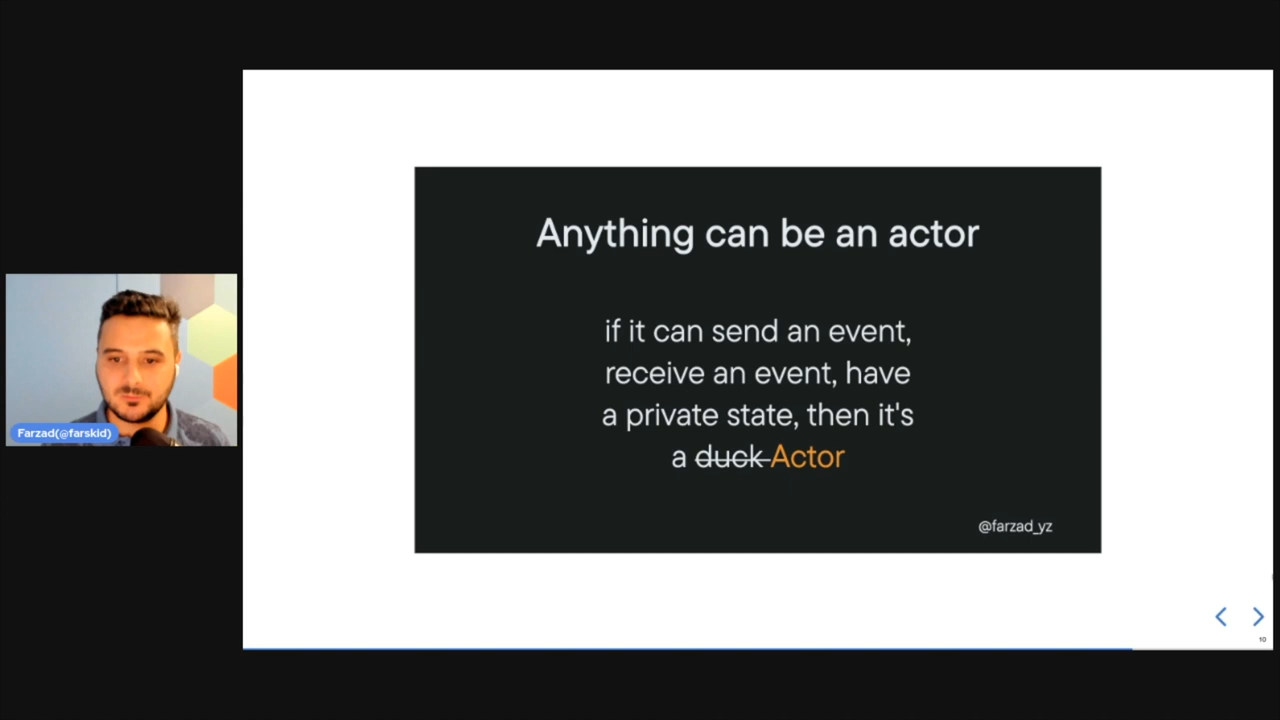 Anything can be an actor
if it can send an event,
receive an event, have
a private state, then it's
a duck Actor
@farzad_yz
Farzad(@farskid)
10